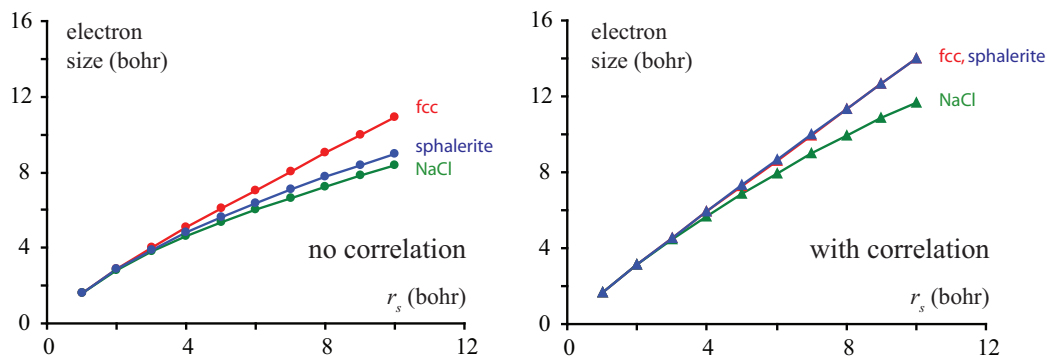 16
12
8
4
0
0
4
8
12
electron
size (bohr)
fcc
sphalerite
NaCl
no correlation
r_s (bohr)
16
12
8
4
0
0
4
8
12
electron
size (bohr)
fcc, sphalerite
NaCl
with correlation
r_s (bohr)